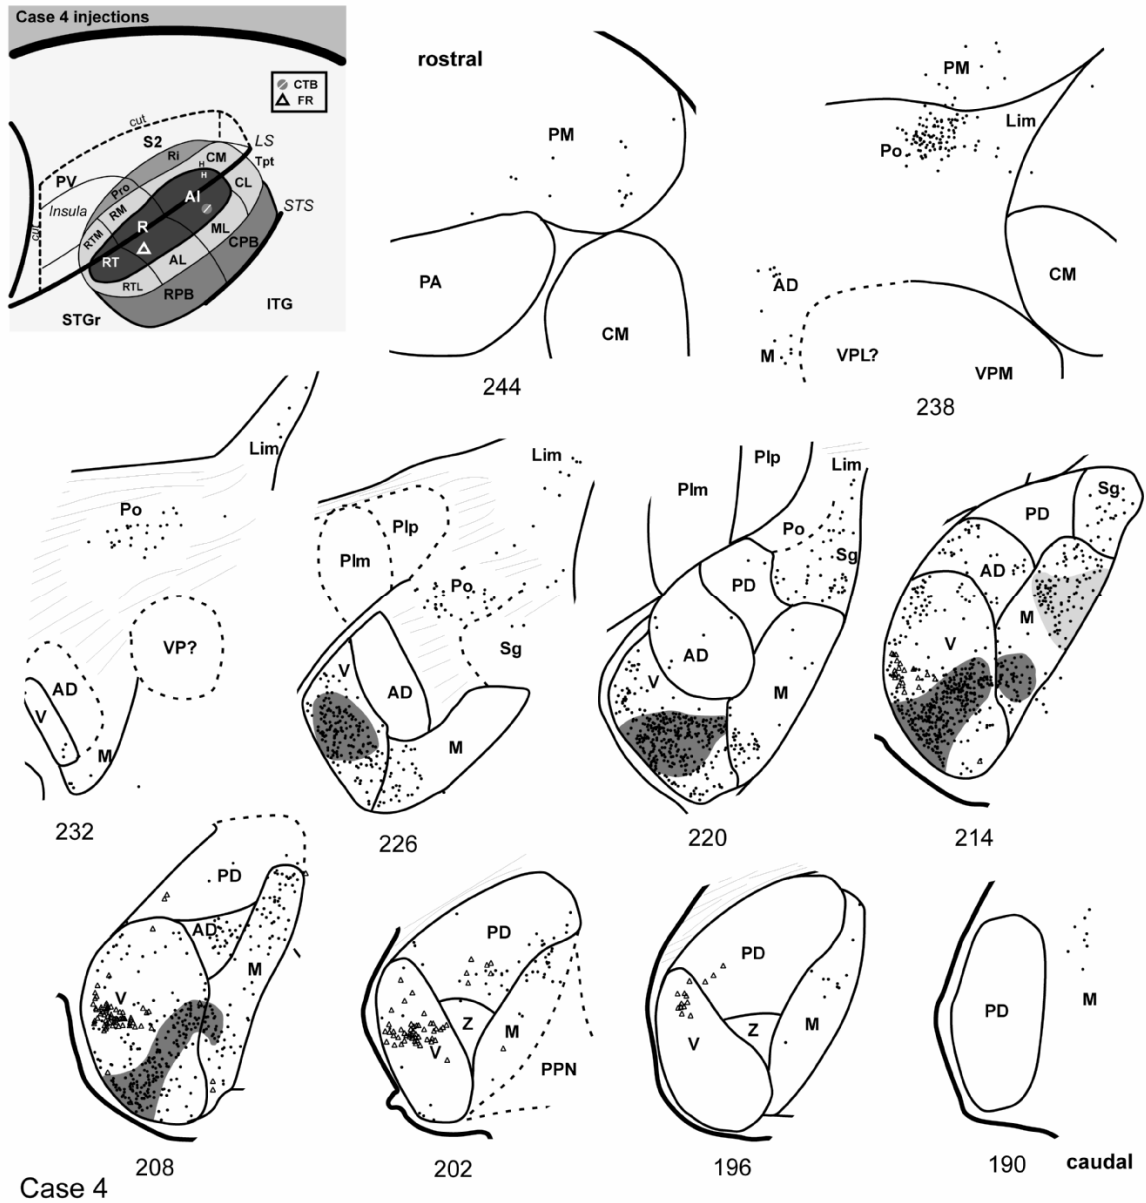 Case 4 injections
CTB
FR
cut
S2
LS
Ri
CM
Tpt
H
H
PV
Pro
CL
AI
Insula
RM
STS
R
ML
cut
RTM
CPB
RT
AL
RTL
RPB
ITG
STGr
rostral
PM
PA
CM
244
PM
Lim
Po
AD
CM
M
VPL?
VPM
238
Lim
Po
VP?
AD
V
M
232
Lim
Plp
Plm
Po
Sg
V
AD
M
226
Plp
Plm
Lim
Po
Sg
PD
AD
V
M
220
Sg
PD
AD
M
V
214
PD
AD
M
V
208
PD
Z
M
V
PPN
202
PD
Z
M
V
196
PD
M
190
caudal
Case 4